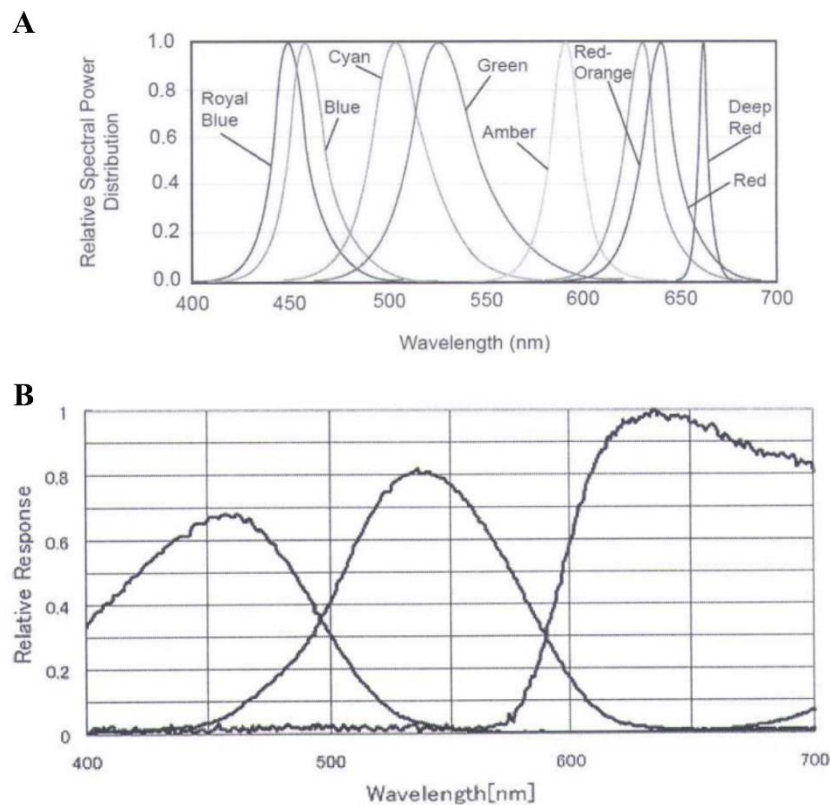 A
Relative Spectral Power
Distribution
1.0
0.8
0.6
0.4
0.2
0.0
Royal
Blue
Blue
Cyan
Green
Amber
Red-
Orange
Deep
Red
Red
400
450
500
550
600
650
700
Wavelength (nm)
B
Relative Response
1
0.8
0.6
0.4
0.2
0
400
500
600
700
Wavelength[nm]